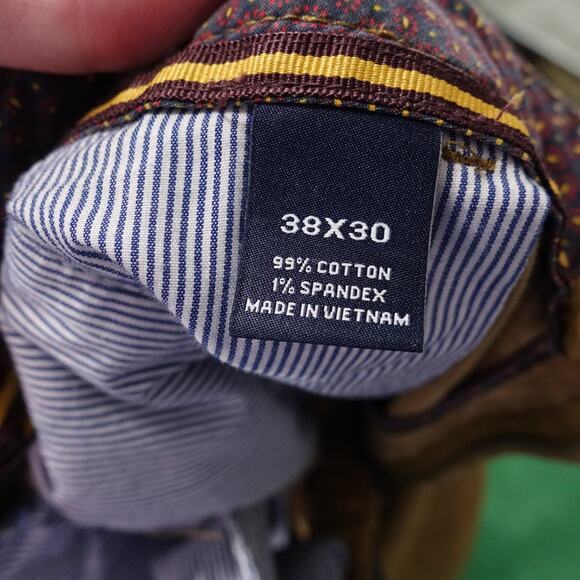 38X30
99% COTTON
1% SPANDEX
MADE IN VIETNAM